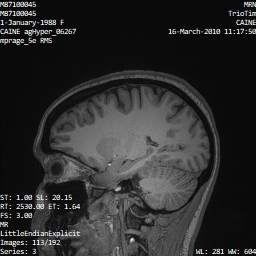 M87100045
M87100045
1-January-1988 F
CAINE agHyper_06267
mprage_5e RMS
MRN
TrioTim
CAINE
16-March-2010 11:17:50
ST: 1.00 SL: 20.15
RT: 2530.00 ET: 1.64
FS: 3.00
MR
LittleEndianExplicit
Images: 113/192
Series: 3
WL: 281 WW: 604